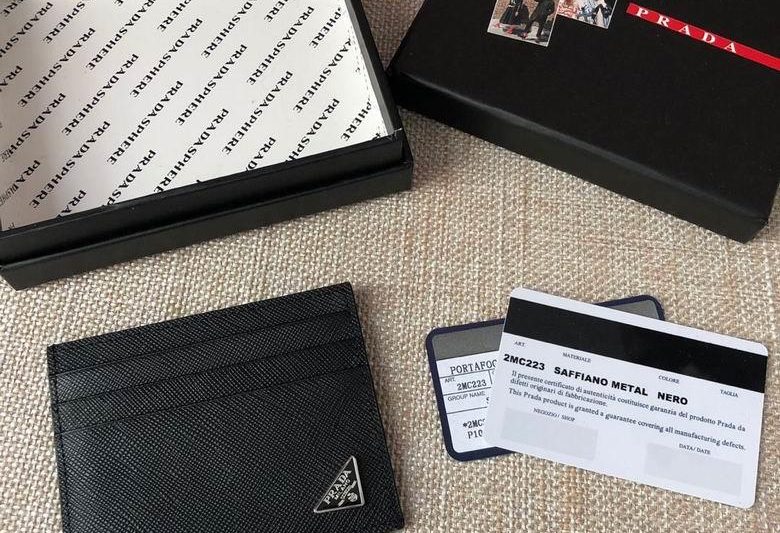 PRADASPHERE
PRADASPHERE
PRADASPHERE
PRADASPHERE
PRADASPHERE
PRADASPHERE
PRADASPHERE
PRADASPHERE
PRADA
PRADA
PORTAFOG
ART.
2MC223
GROUP NAME
*2MC
P10
ART.
MATERIALE
COLORE
TAGLIA
2MC223 SAFFIANO METAL NERO
Il presente certificato di autenticità costituisce garanzia del prodotto Prada da
difetti originari di fabbricazione.
This Prada product is granted a guarantee covering all manufacturing defects.
NEGOZIO / SHOP
DATA/ DATE